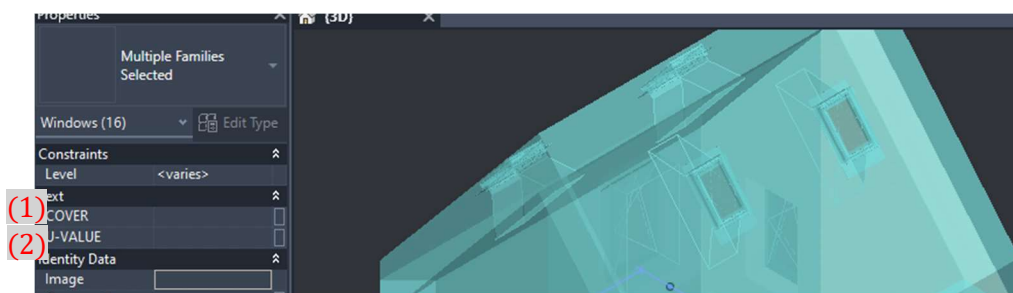 Properties
{3D}
Multiple Families
Selected
Windows (16)
Edit Type
Constraints
Level <varies>
ext
(1)
COVER
(2)
U-VALUE
Identity Data
Image